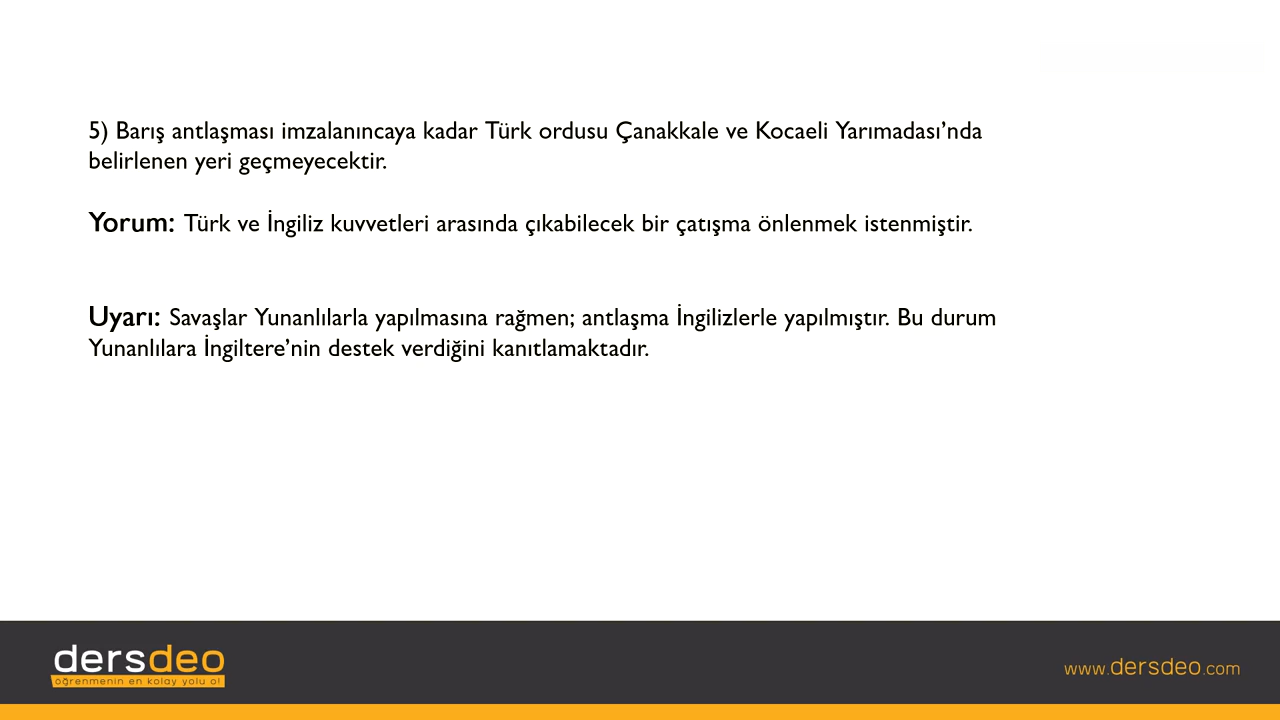 5) Barış antlaşması imzalanıncaya kadar Türk ordusu Çanakkale ve Kocaeli Yarımadası’nda
belirlenen yeri geçmeyecektir.
Yorum: Türk ve İngiliz kuvvetleri arasında çıkabilecek bir çatışma önlenmek istenmiştir.
Uyarı: Savaşlar Yunanlılarla yapılmasına rağmen; antlaşma İngilizlerle yapılmıştır. Bu durum
Yunanlılara İngiltere’nin destek verdiğini kanıtlamaktadır.
dersdeo
öğrenmenin en kolay yolu o!
www.dersdeo.com